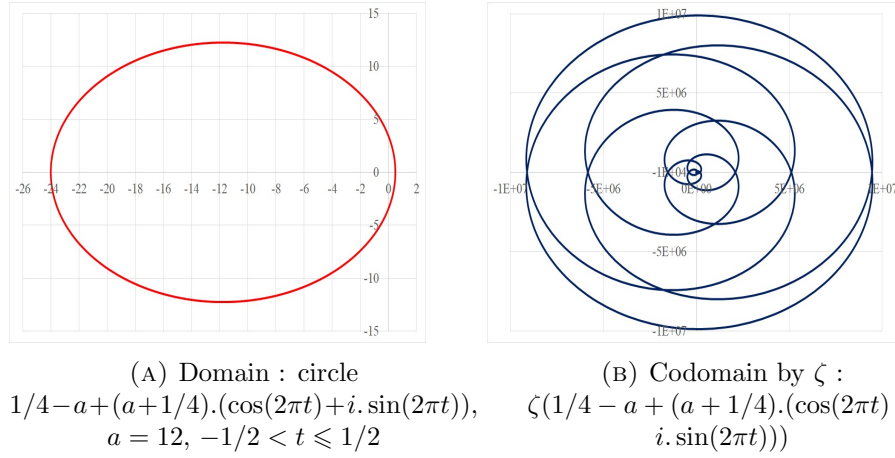 15
10
5
0
-26 -24 -22 -20 -18 -16 -14 -12 -10 -8 -6 -4 -2 0 2
-5
-10
-15
1E+07
5E+06
-1E+04
-1E+07 -5E+06 0E+00 5E+06 1E+07
-5E+06
-1E+07
(A) Domain : circle
1/4−a+(a+1/4).(cos(2πt)+i. sin(2πt)),
a = 12, −1/2 < t ⩽ 1/2
(B) Codomain by ζ :
ζ(1/4 − a + (a + 1/4).(cos(2πt)
i. sin(2πt)))